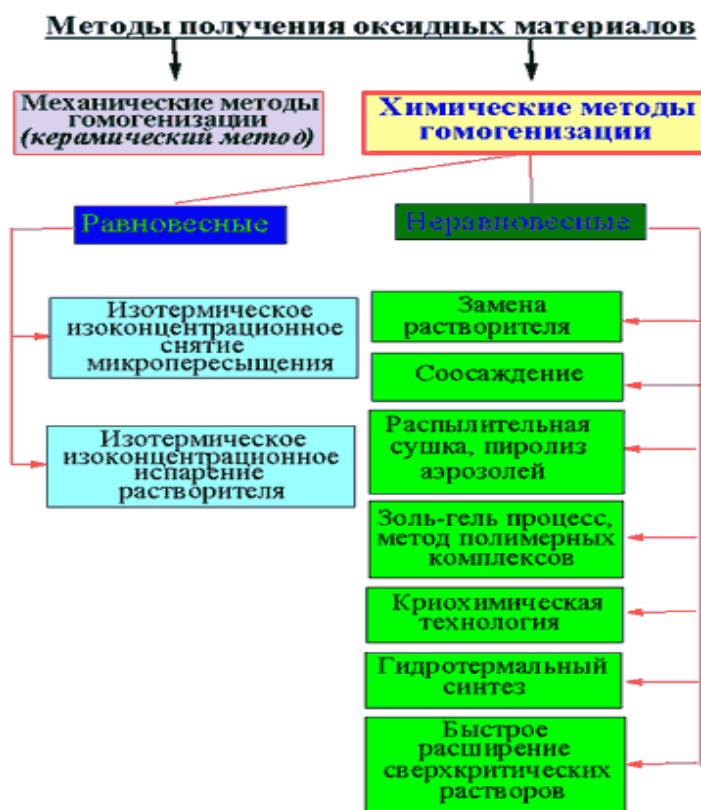 Методы получения оксидных материалов
Механические методы
гомогенизации
(керамический метод)
Химические методы
гомогенизации
Равновесные
Неравновесные
Изотермическое
изоконцентрационное
снятие
микропересыщения
Изотермическое
изоконцентрационное
испарение
растворителя
Замена
растворителя
Соосаждение
Распылительная
сушка, пиролиз
аэрозолей
Золь-гель процесс,
метод полимерных
комплексов
Криохимическая
технология
Гидротермальный
синтез
Быстрое
расширение
сверхкритических
растворов